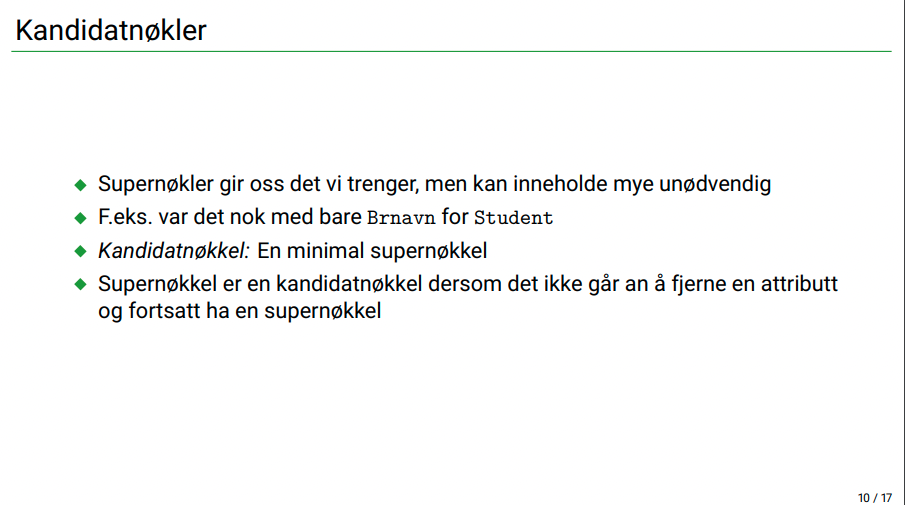 Kandidatnøkler
Supernøkler gir oss det vi trenger, men kan inneholde mye unødvendig
F.eks. var det nok med bare Brnavn for Student
Kandidatnøkkel: En minimal supernøkkel
Supernøkkel er en kandidatnøkkel dersom det ikke går an å fjerne en attributt
og fortsatt ha en supernøkkel
10 / 17